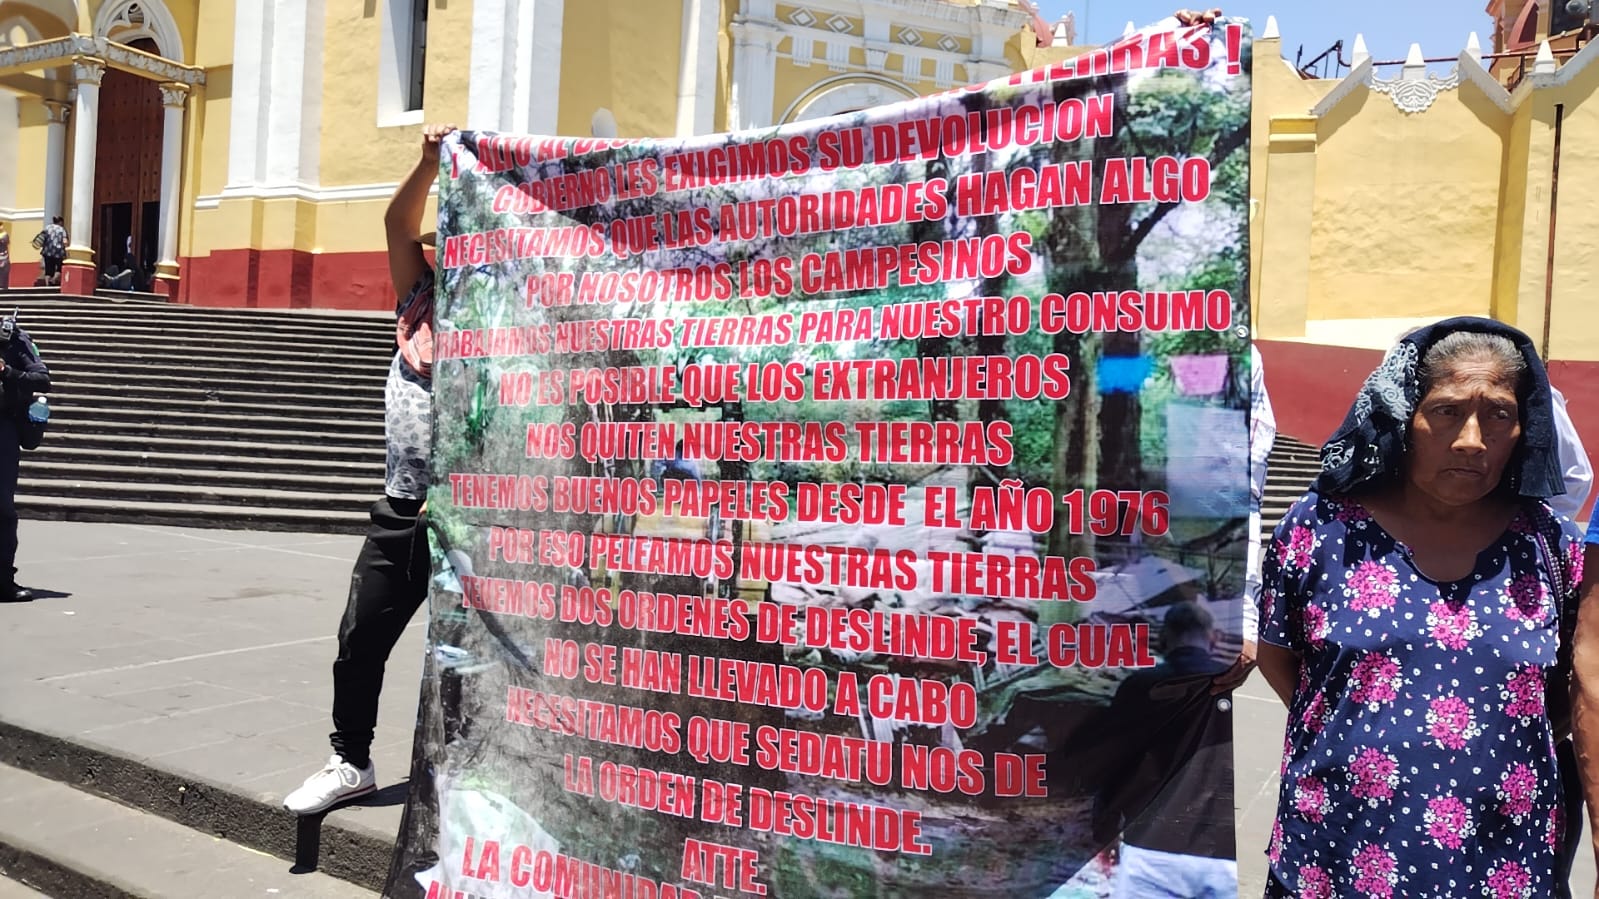 ¡ ALTO AL TIERRAS !
GOBIERNO LES EXIGIMOS SU DEVOLUCION
NECESITAMOS QUE LAS AUTORIDADES HAGAN ALGO
POR NOSOTROS LOS CAMPESINOS
TRABAJAMOS NUESTRAS TIERRAS PARA NUESTRO CONSUMO
NO ES POSIBLE QUE LOS EXTRANJEROS
NOS QUITEN NUESTRAS TIERRAS
TENEMOS BUENOS PAPELES DESDE EL AÑO 1976
POR ESO PELEAMOS NUESTRAS TIERRAS
TENEMOS DOS ORDENES DE DESLINDE, EL CUAL
NO SE HAN LLEVADO A CABO
NECESITAMOS QUE SEDATU NOS DE
LA ORDEN DE DESLINDE.
ATTE.
LA COMUNIDAD